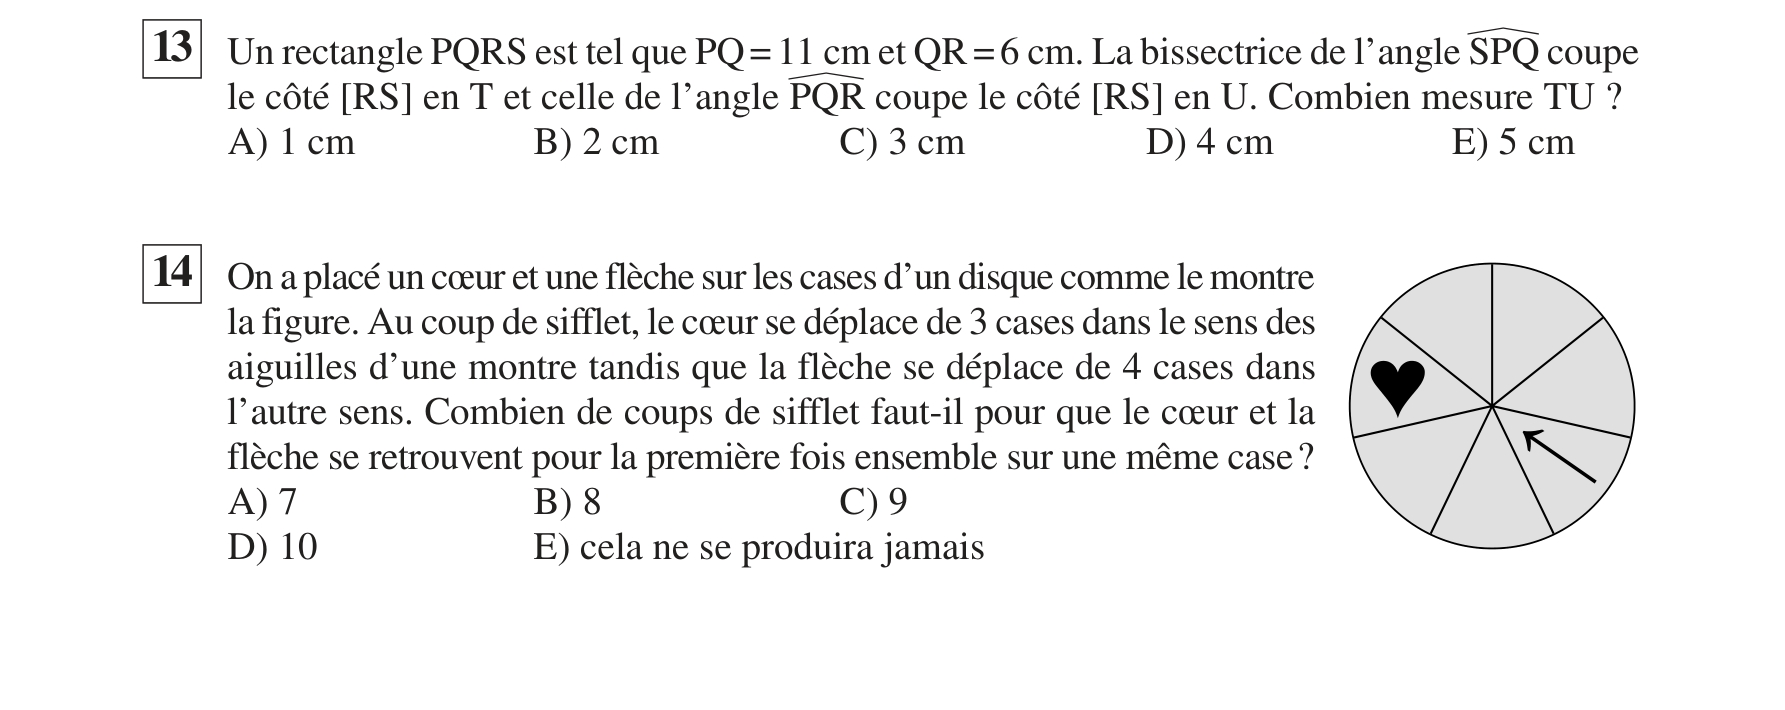 13 Un rectangle PQRS est tel que PQ = 11 cm et QR = 6 cm. La bissectrice de l’angle SPQ coupe
le côté [RS] en T et celle de l’angle PQR coupe le côté [RS] en U. Combien mesure TU ?
A) 1 cm B) 2 cm C) 3 cm D) 4 cm E) 5 cm
14 On a placé un cœur et une flèche sur les cases d’un disque comme le montre
la figure. Au coup de sifflet, le cœur se déplace de 3 cases dans le sens des
aiguilles d’une montre tandis que la flèche se déplace de 4 cases dans
l’autre sens. Combien de coups de sifflet faut-il pour que le cœur et la
flèche se retrouvent pour la première fois ensemble sur une même case ?
A) 7 B) 8 C) 9
D) 10 E) cela ne se produira jamais